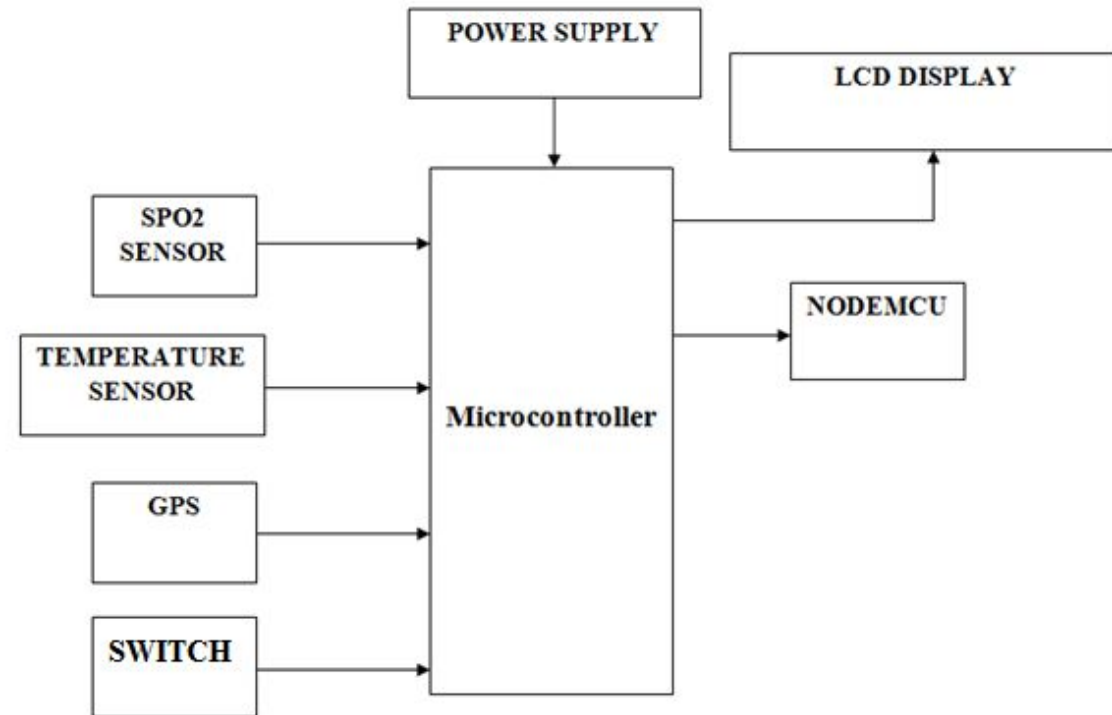 POWER SUPPLY
LCD DISPLAY
SPO2
SENSOR
NODEMCU
TEMPERATURE
SENSOR
Microcontroller
GPS
SWITCH